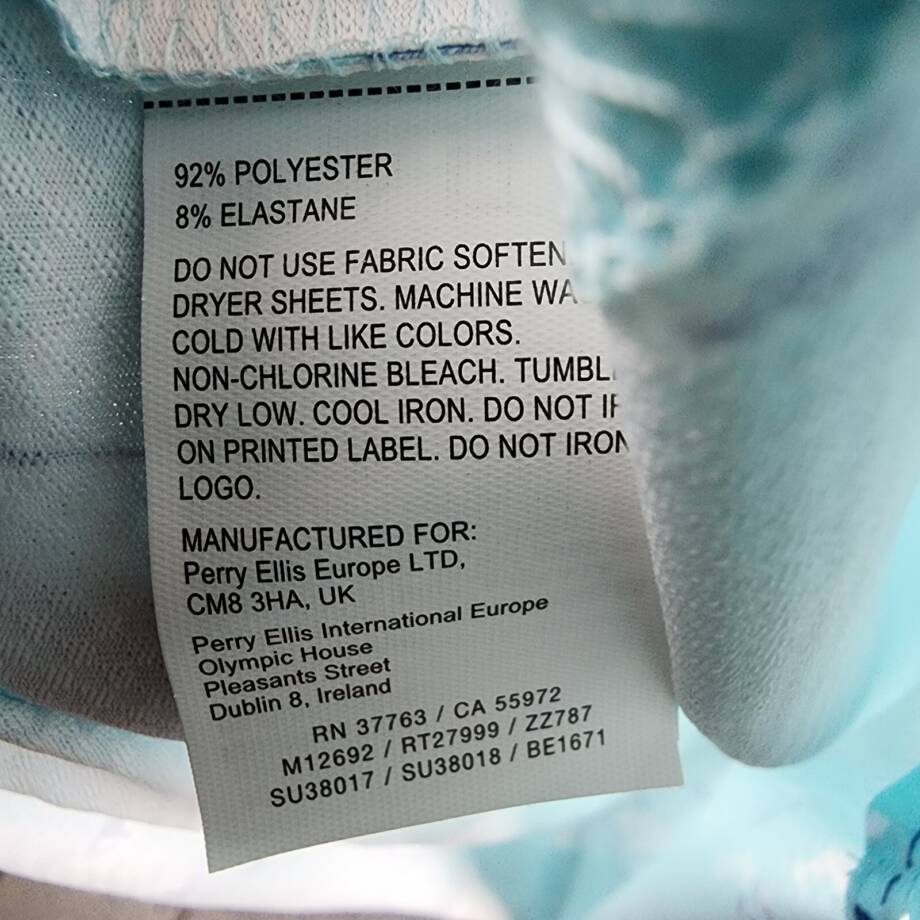 92% POLYESTER
8% ELASTANE
DO NOT USE FABRIC SOFTEN
DRYER SHEETS. MACHINE WA
COLD WITH LIKE COLORS.
NON-CHLORINE BLEACH. TUMBL
DRY LOW. COOL IRON. DO NOT
ON PRINTED LABEL. DO NOT IRON
LOGO.
MANUFACTURED FOR:
Perry Ellis Europe LTD,
CM8 3HA, UK
Perry Ellis International Europe
Olympic House
Pleasants Street
Dublin 8, Ireland
RN 37763 / CA 55972
M12692 / RT27999 / ZZ787
SU38017 / SU38018 / BE1671